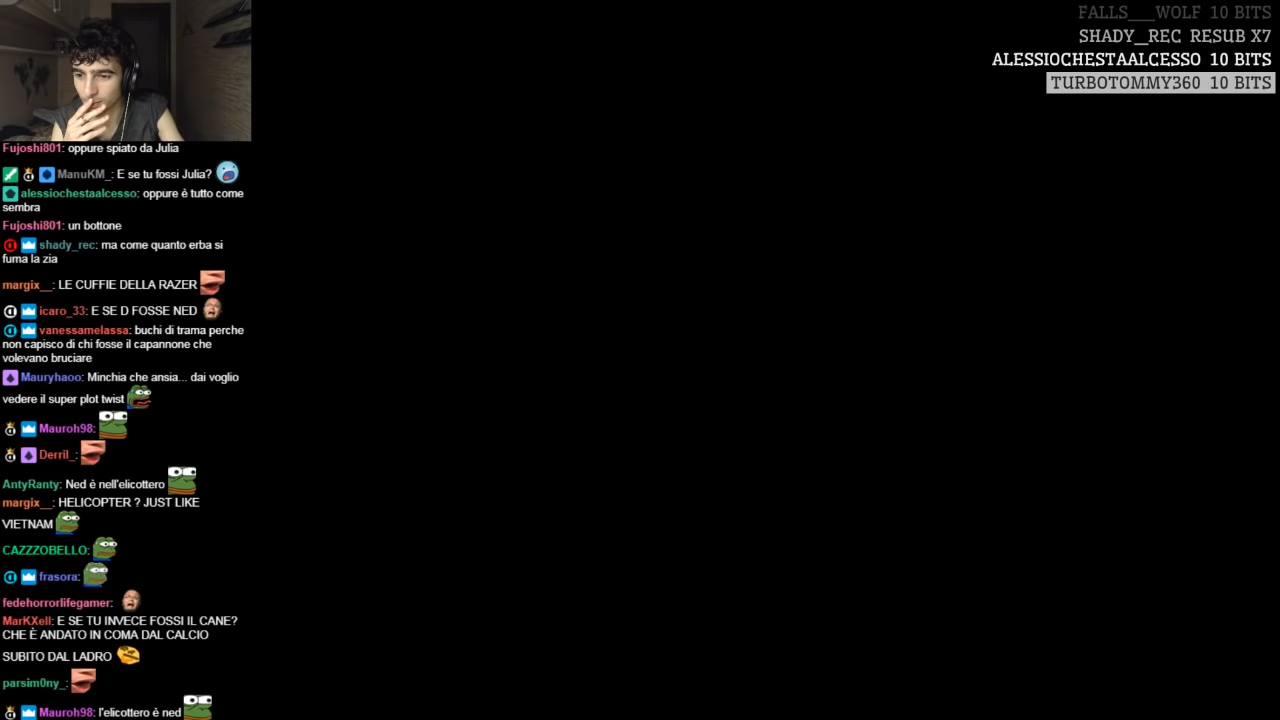 FALLS___WOLF 10 BITS
SHADY_REC RESUB X7
ALESSIOCHESTAALCESSO 10 BITS
TURBOTOMMY360 10 BITS
Fujoshi801: oppure spiato da Julia
ManuKM_: E se tu fossi Julia?
alessiochestaalcesso: oppure è tutto come
sembra
Fujoshi801: un bottone
shady_rec: ma come quanto erba si
fuma la zia
margix__: LE CUFFIE DELLA RAZER
icaro_33: E SE D FOSSE NED
vanessamelassa: buchi di trama perche
non capisco di chi fosse il capannone che
volevano bruciare
Mauryhaoo: Minchia che ansia... dai voglio
vedere il super plot twist
Mauroh98:
Derril_:
AntyRanty: Ned è nell'elicottero
margix__: HELICOPTER ? JUST LIKE
VIETNAM
CAZZZOBELLO:
frasora:
fedehorrorlifegamer:
MarKXell: E SE TU INVECE FOSSI IL CANE?
CHE È ANDATO IN COMA DAL CALCIO
SUBITO DAL LADRO
parsim0ny_:
Mauroh98: l'elicottero è ned